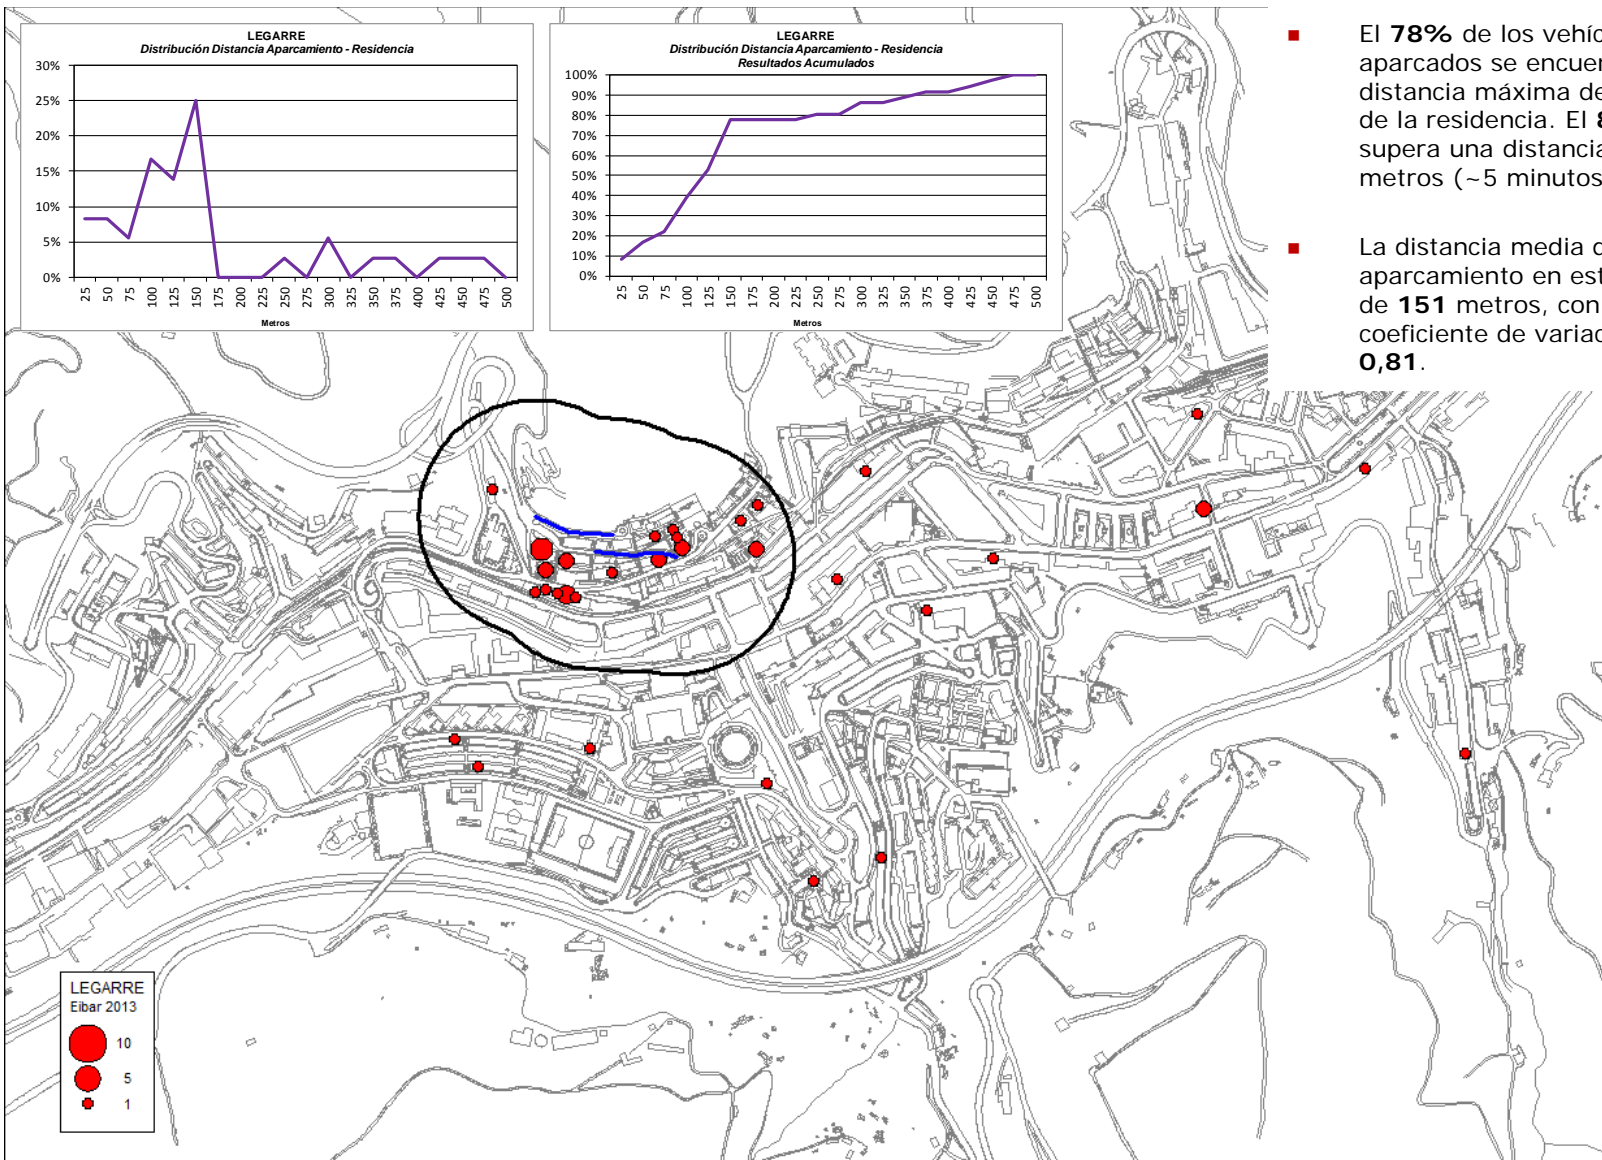 LEGARRE
Distribución Distancia Aparcamiento - Residencia
30%
25%
20%
15%
10%
5%
0%
25 50 75 100 125 150 175 200 225 250 275 300 325 350 375 400 425 450 475 500
Metros
LEGARRE
Distribución Distancia Aparcamiento - Residencia
Resultados Acumulados
100%
90%
80%
70%
60%
50%
40%
30%
20%
10%
0%
25 50 75 100 125 150 175 200 225 250 275 300 325 350 375 400 425 450 475 500
Metros
El 78% de los vehíc
aparcados se encuer
distancia máxima de
de la residencia. El 8
supera una distancia
metros (~5 minutos
La distancia media d
aparcamiento en est
de 151 metros, con
coeficiente de variac
0,81.
LEGARRE
Eibar 2013
10
5
1